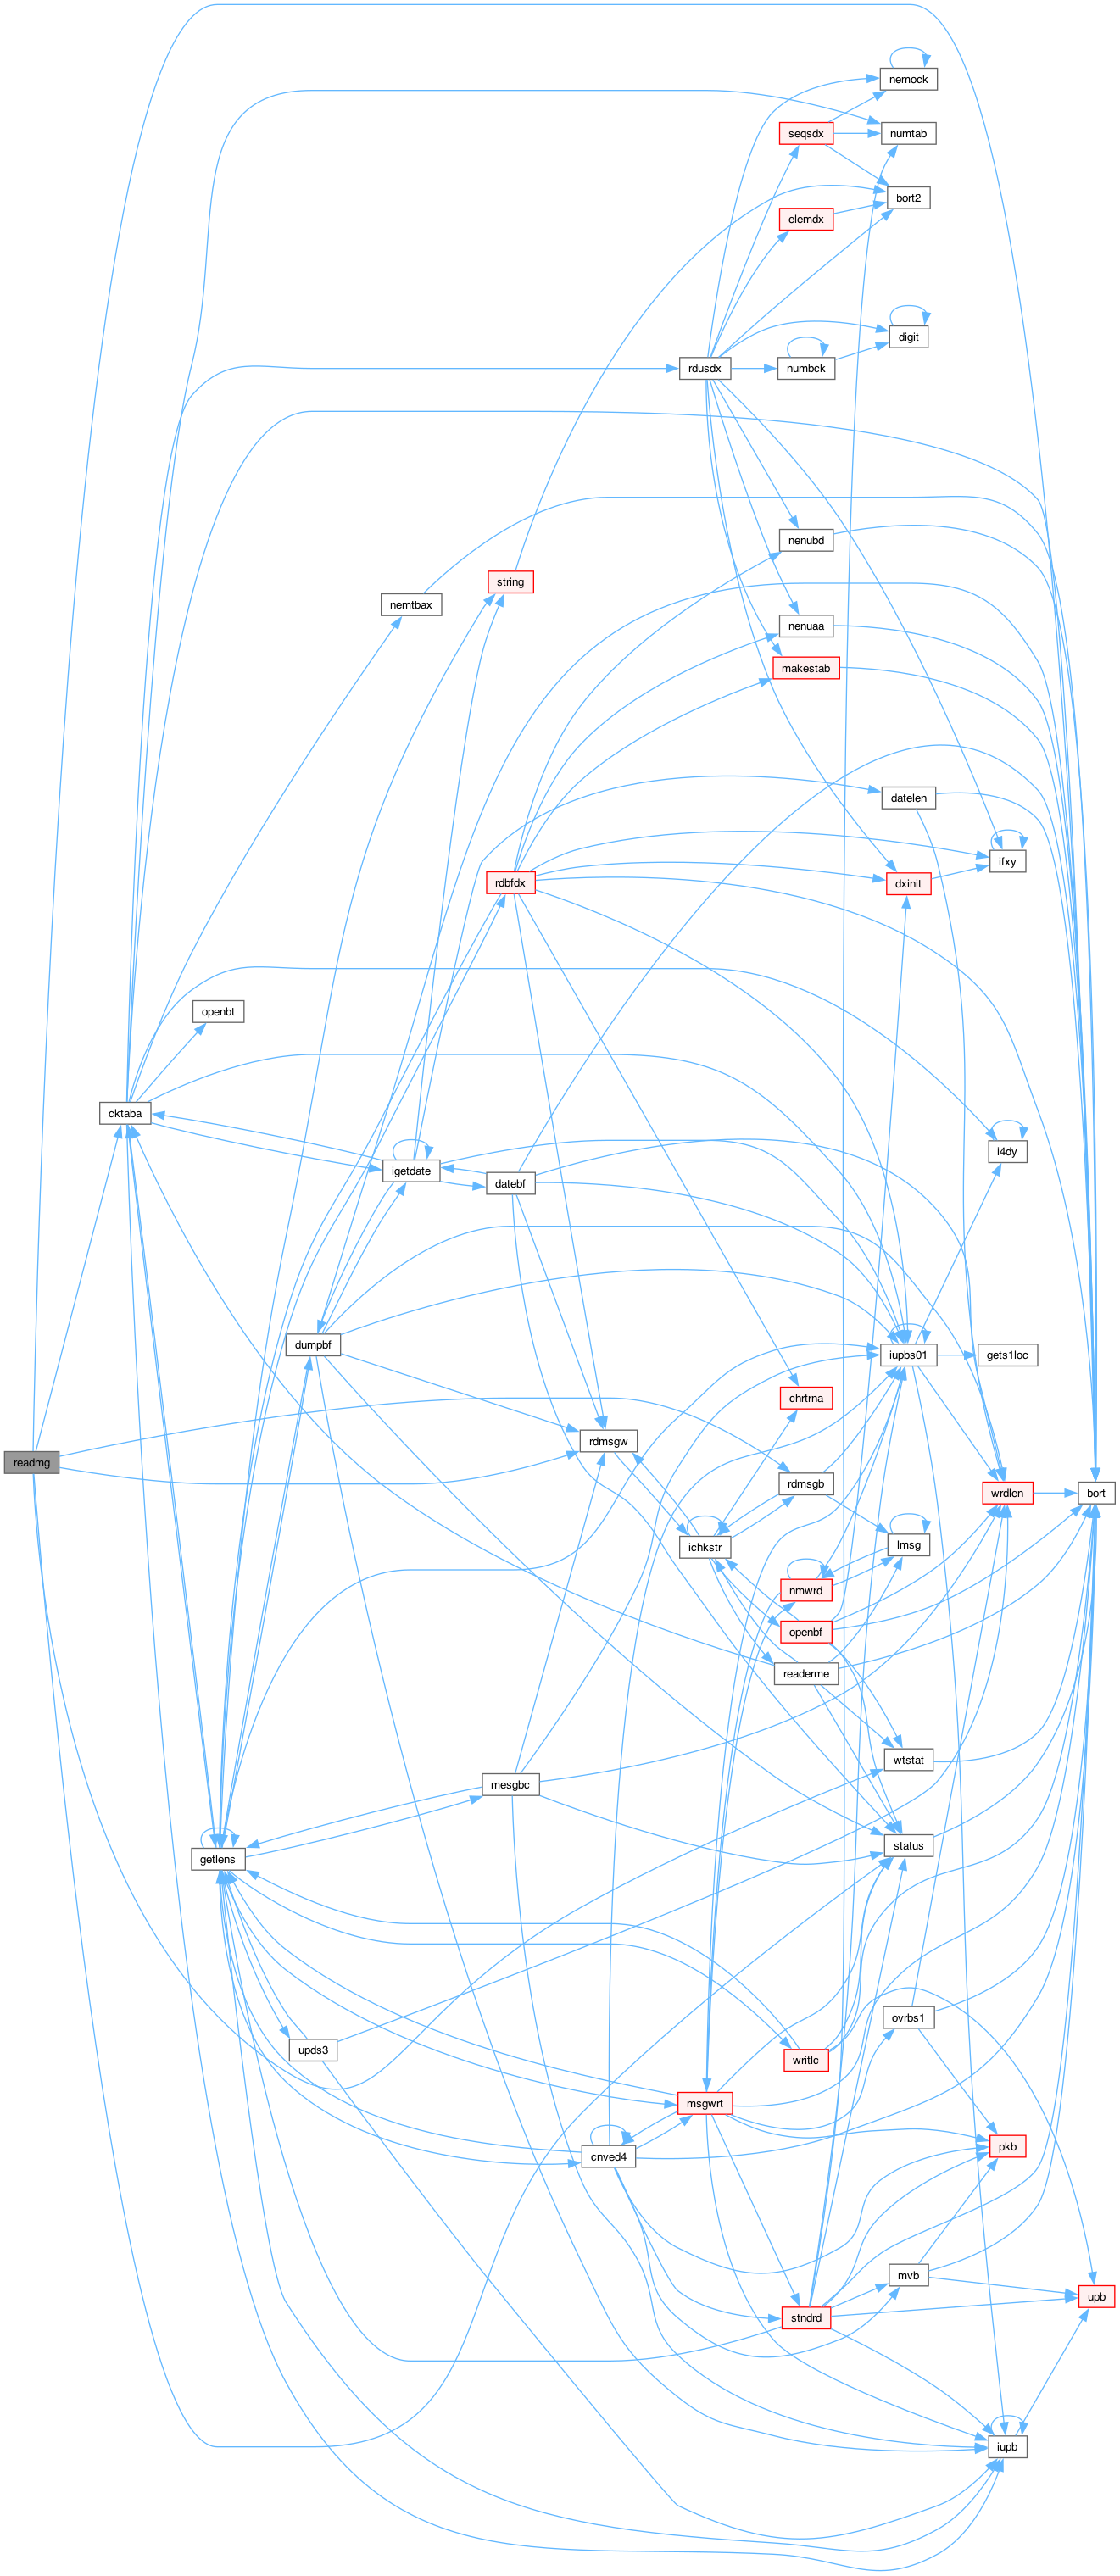 nemock
seqsdx
numtab
bort2
elemdx
digit
rdusdx
numbck
nenubd
string
nemtbax
nenuaa
makestab
datelen
ifxy
rdbfdx
dxinit
openbt
cktaba
i4dy
igetdate
datebf
dumpbf
iupbs01
gets1loc
chrtrna
rdmsgw
readmg
rdmsgb
wrdlen
bort
ichkstr
lmsg
nmwrd
openbf
readerme
wtstat
mesgbc
getlens
status
ovrbs1
upds3
writlc
msgwrt
pkb
cnved4
mvb
upb
stndrd
iupb